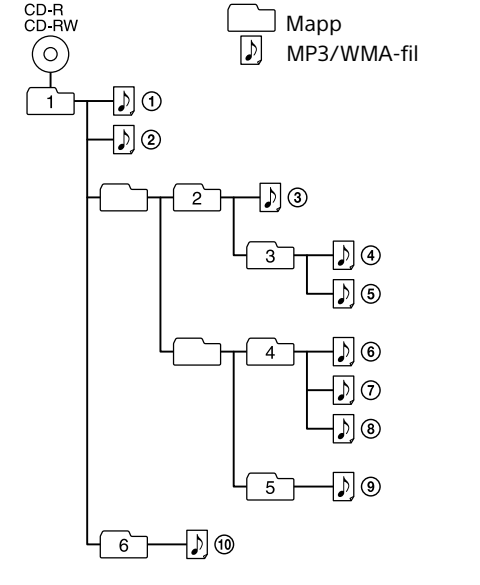 CD-R
CD-RW
Mapp
MP3/WMA-fil
1 ①
②
2 ③
3 ④
⑤
4 ⑥
⑦
⑧
5 ⑨
6 ⑩